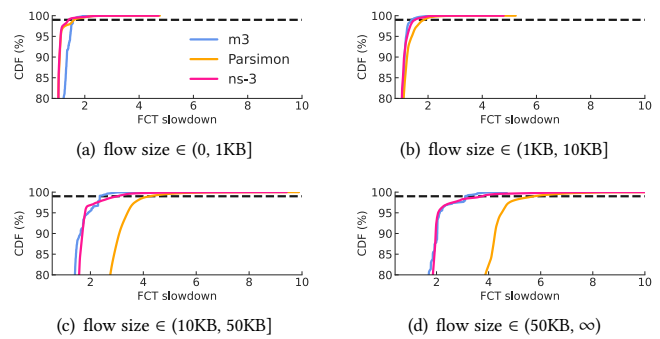 100
95
90
85
80
CDF (%)
2
4
6
8
10
FCT slowdown
m3
Parsimon
ns-3
(a) flow size ∈ (0, 1KB]
100
95
90
85
80
CDF (%)
2
4
6
8
10
FCT slowdown
(b) flow size ∈ (1KB, 10KB]
100
95
90
85
80
CDF (%)
2
4
6
8
10
FCT slowdown
(c) flow size ∈ (10KB, 50KB]
100
95
90
85
80
CDF (%)
2
4
6
8
10
FCT slowdown
(d) flow size ∈ (50KB, ∞)